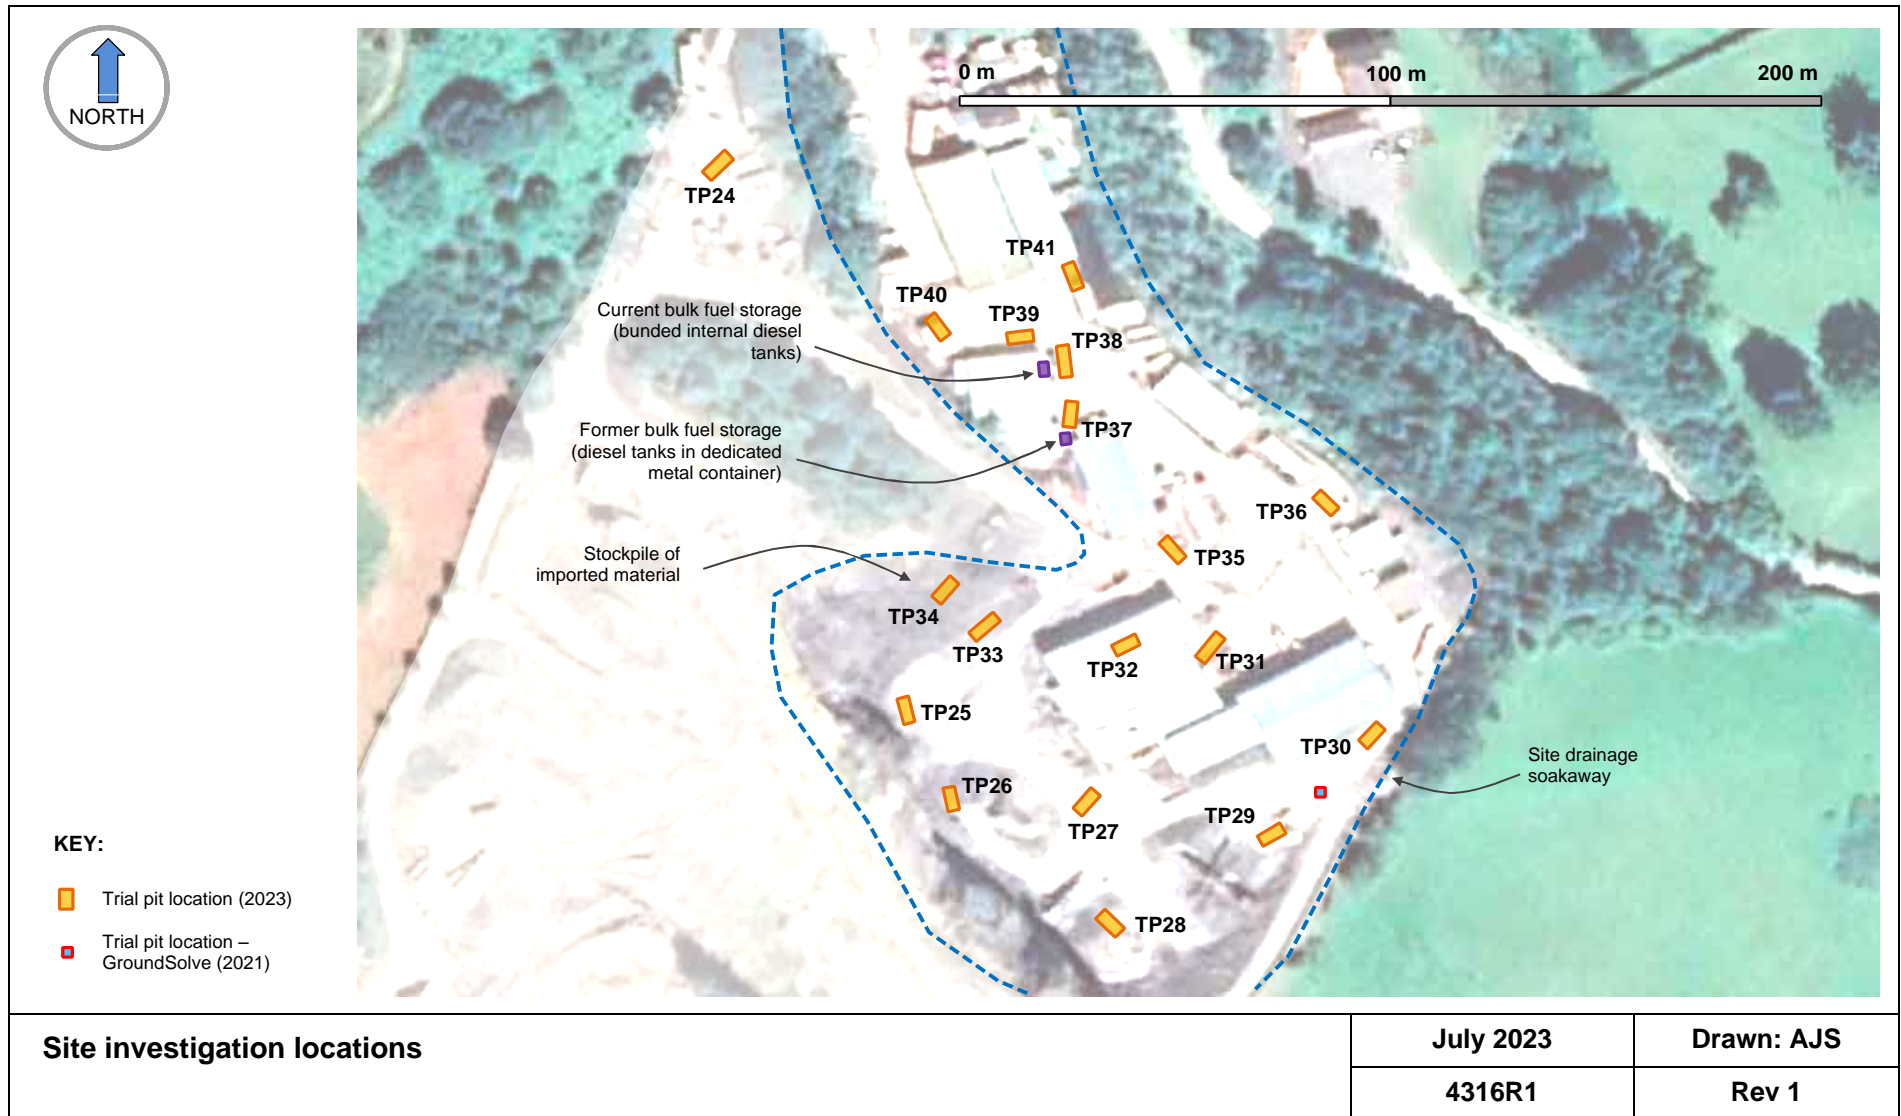 NORTH
0 m
100 m
200 m
TP24
TP41
TP40
TP39
TP38
Current bulk fuel storage
(bunded internal diesel
tanks)
TP37
Former bulk fuel storage
(diesel tanks in dedicated
metal container)
TP36
TP35
Stockpile of
imported material
TP34
TP33
TP32
TP31
TP25
TP30
Site drainage
soakaway
TP26
TP27
TP29
TP28
KEY:
Trial pit location (2023)
Trial pit location –
GroundSolve (2021)
Site investigation locations
July 2023
Drawn: AJS
4316R1
Rev 1